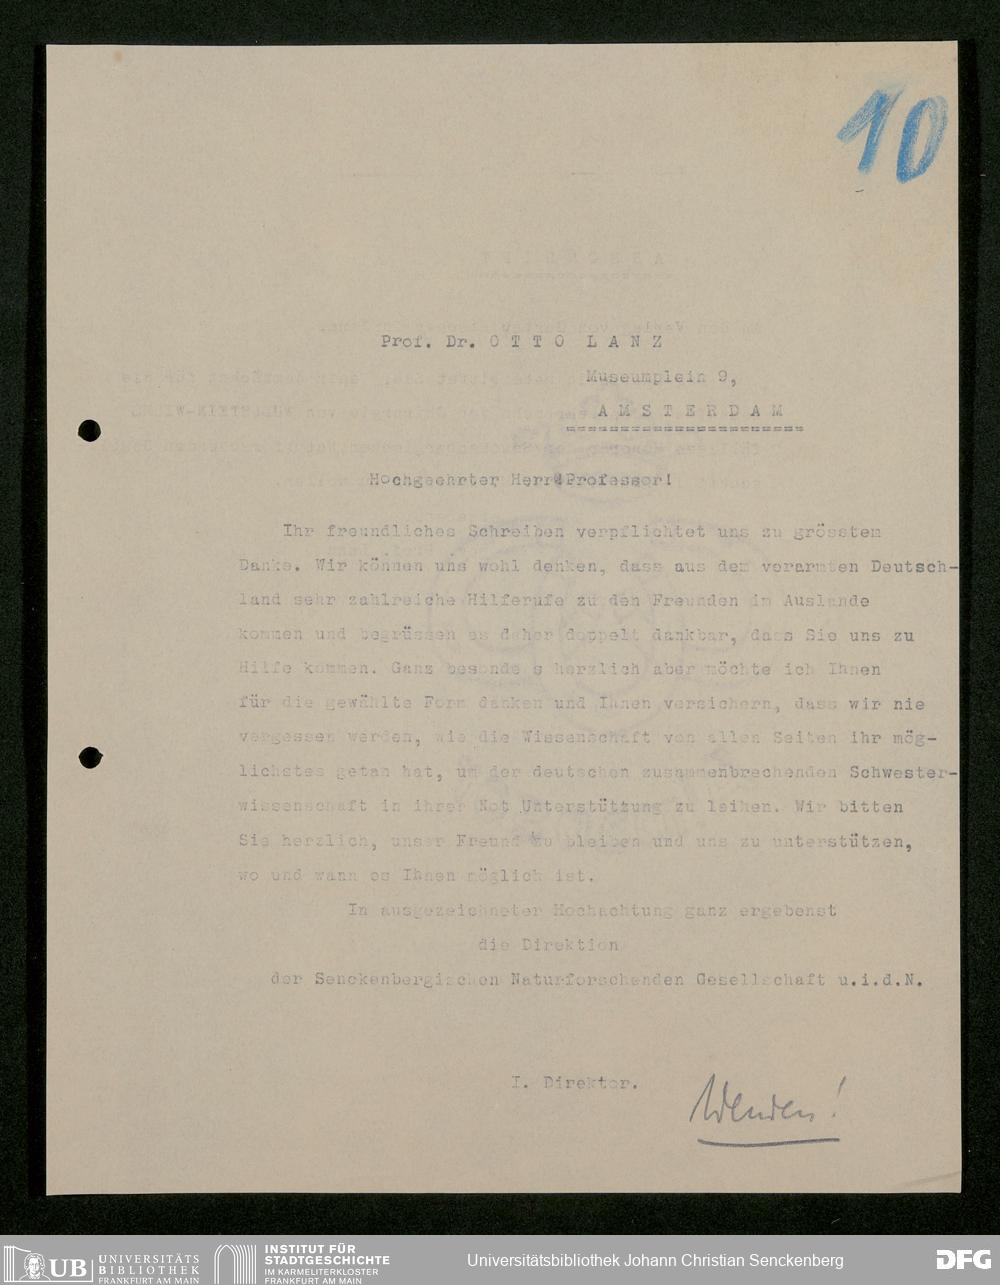 10
Prof. Dr. O T T O L A N Z
Museumplein 9,
A M S T E R D A M
Hochgeehrter Herr Professor!
Ihr freundliches Schreiben verpflichtet uns zu grösstem
Danke. Wir können uns wohl denken, dass aus dem verarmten Deutsch-
land sehr zahlreiche Hilferufe zu den Freunden im Auslande
kommen und begrüssen es daher doppelt dankbar, dass Sie uns zu
Hilfe kommen. Ganz besonde s herzlich aber möchte ich Ihnen
für die gewählte Form danken und Ihnen versichern, dass wir nie
vergessen werden, wie die Wissenschaft von allen Seiten ihr mög-
lichstes getan hat, um der deutschen zusammenbrechenden Schwester-
wissenschaft in ihrer Not Unterstützung zu leihen. Wir bitten
Sie herzlich, unser Freund zu bleiben und uns zu unterstützen,
wo und wann es Ihnen möglich ist.
In ausgezeichneter Hochachtung ganz ergebenst
die Direktion
der Senckenbergischen Naturforschenden Gesellschaft u.i.d.N.
I. Direktor.
Wenden!
UB UNIVERSITÄTS
BIBLIOTHEK
FRANKFURT AM MAIN
INSTITUT FÜR
STADTGESCHICHTE
IM KARMELITERKLOSTER
FRANKFURT AM MAIN
Universitätsbibliothek Johann Christian Senckenberg
DFG